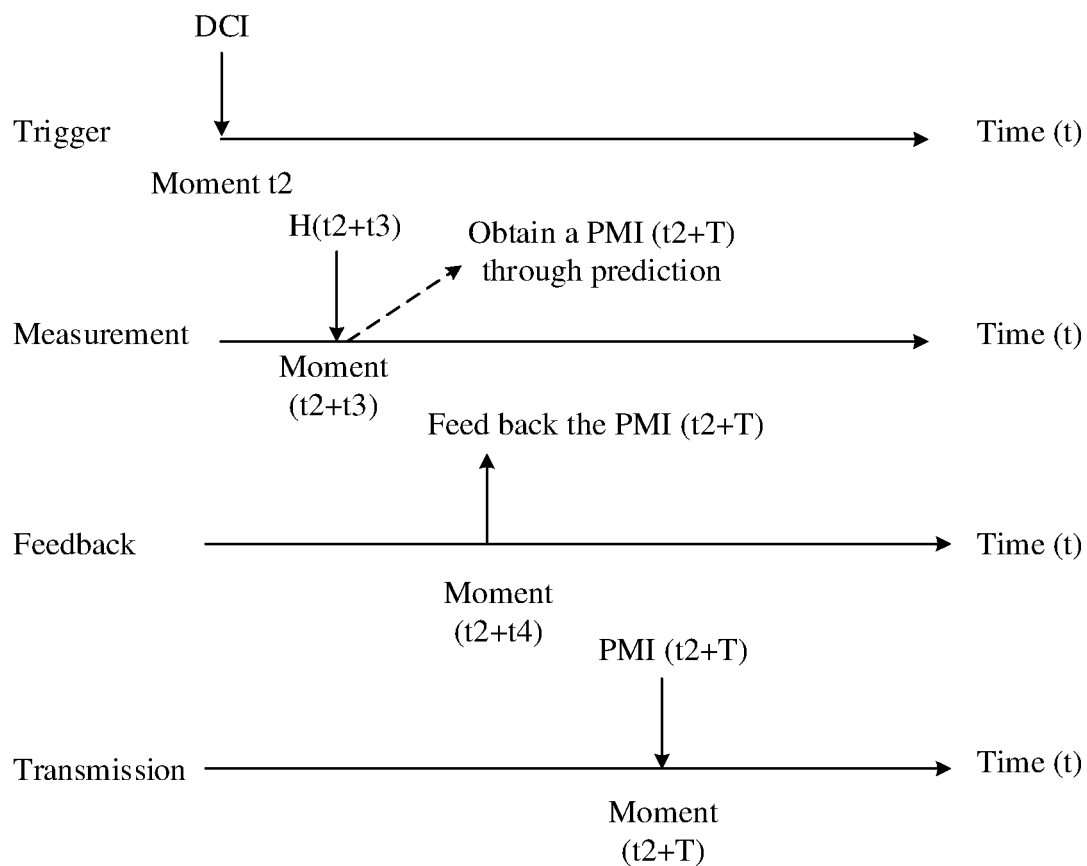 DCI
Trigger
Time (t)
Moment t2
H(t2+t3)
Obtain a PMI (t2+T)
through prediction
Measurement
Time (t)
Moment
(t2+t3)
Feed back the PMI (t2+T)
Feedback
Time (t)
Moment
(t2+t4)
PMI (t2+T)
Transmission
Time (t)
Moment
(t2+T)